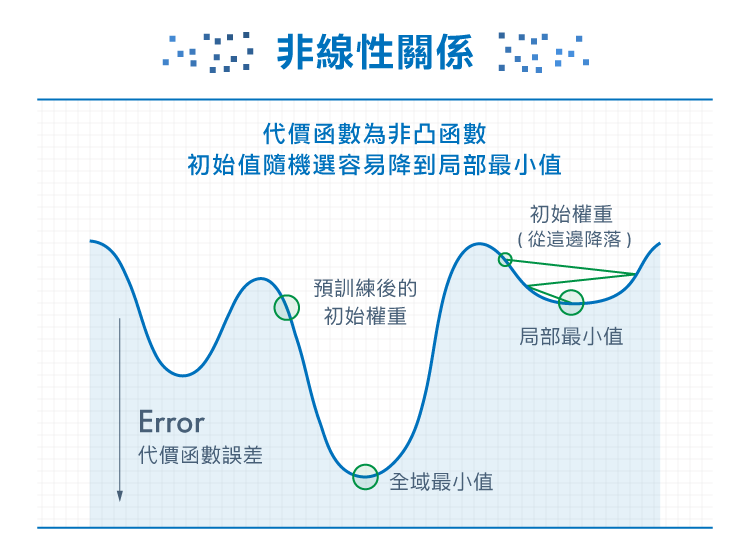 非線性關係
代價函數為非凸函數
初始值隨機選容易降到局部最小值
初始權重
(從這邊降落)
預訓練後的
初始權重
局部最小值
Error
代價函數誤差
全域最小值